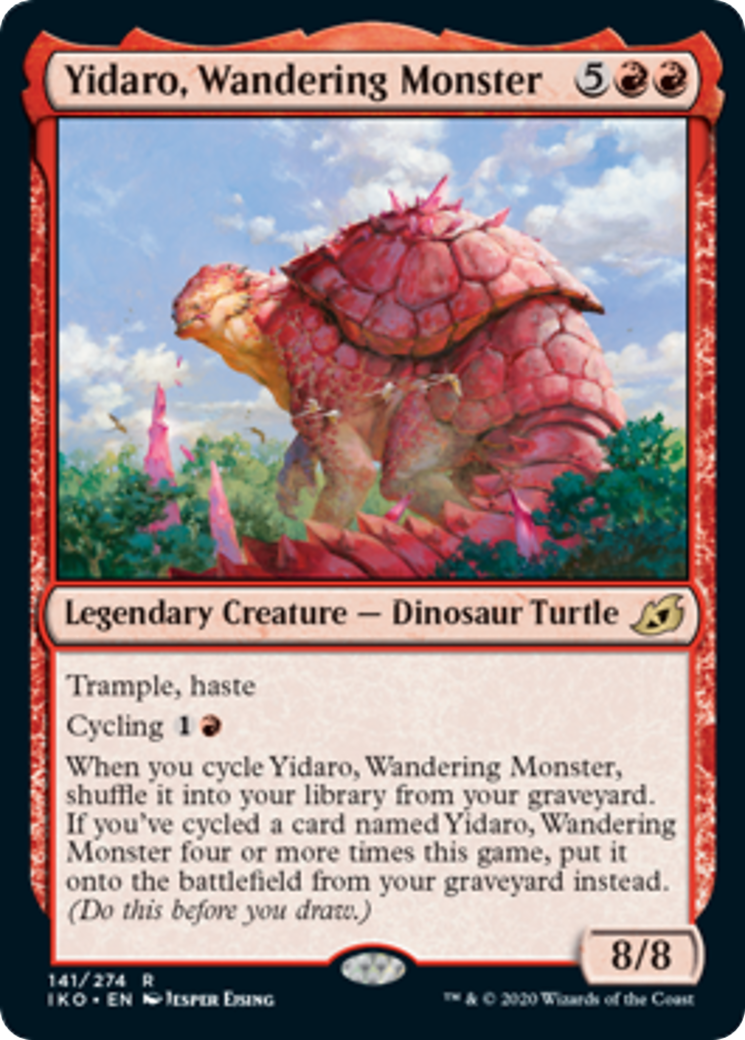 Yidaro, Wandering Monster 5
Legendary Creature — Dinosaur Turtle
Trample, haste
Cycling 1
When you cycle Yidaro, Wandering Monster,
shuffle it into your library from your graveyard.
If you've cycled a card named Yidaro, Wandering
Monster four or more times this game, put it
onto the battlefield from your graveyard instead.
(Do this before you draw.)
8/8
141/274 R
IKO • EN Jesper Ejsing
™ & © 2020 Wizards of the Coast